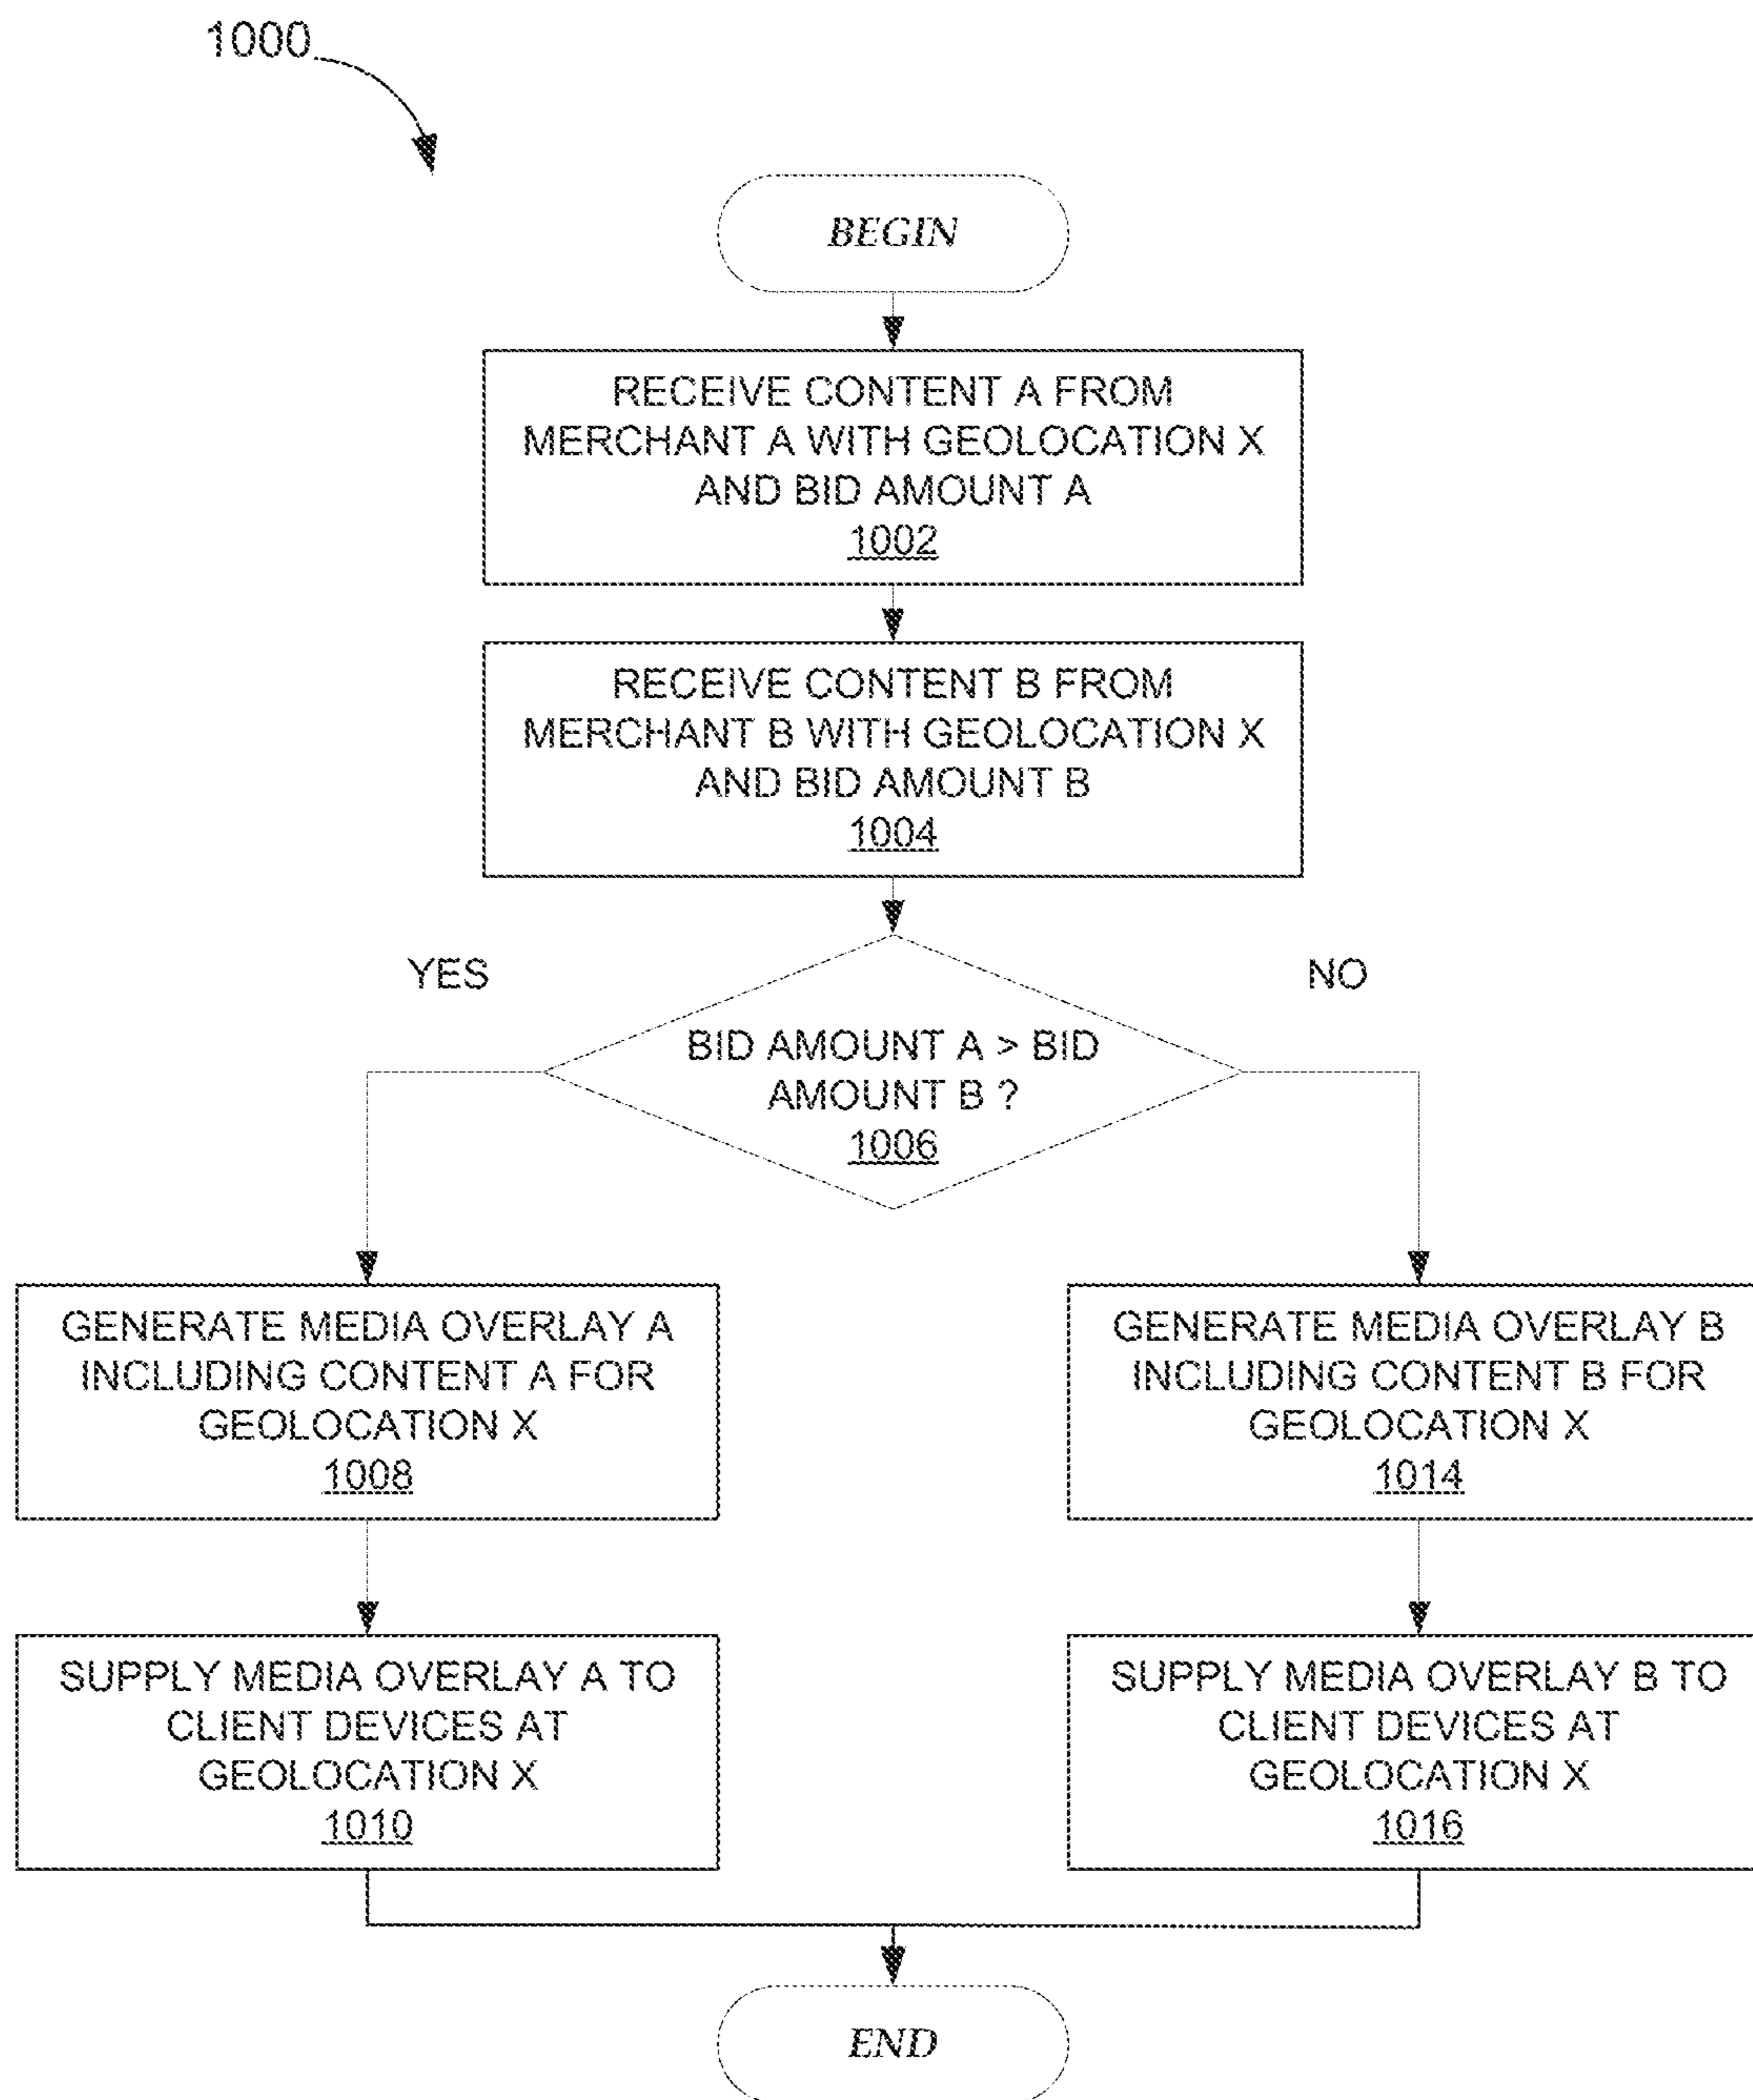 1000
BEGIN
RECEIVE CONTENT A FROM
MERCHANT A WITH GEOLOCATION X
AND BID AMOUNT A
1002
RECEIVE CONTENT B FROM
MERCHANT B WITH GEOLOCATION X
AND BID AMOUNT B
1004
YES
NO
BID AMOUNT A > BID
AMOUNT B ?
1006
GENERATE MEDIA OVERLAY A
INCLUDING CONTENT A FOR
GEOLOCATION X
1008
GENERATE MEDIA OVERLAY B
INCLUDING CONTENT B FOR
GEOLOCATION X
1014
SUPPLY MEDIA OVERLAY A TO
CLIENT DEVICES AT
GEOLOCATION X
1010
SUPPLY MEDIA OVERLAY B TO
CLIENT DEVICES AT
GEOLOCATION X
1016
END